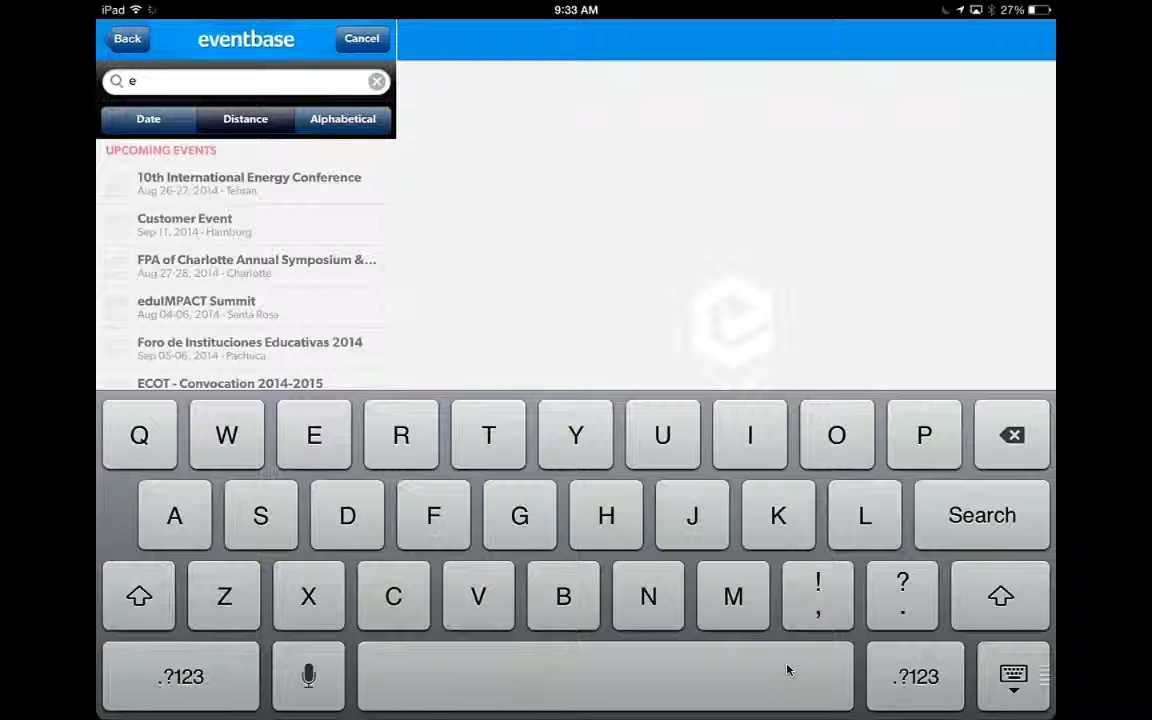 iPad 9:33 AM 27%
Back eventbase Cancel
e
Date Distance Alphabetical
UPCOMING EVENTS
10th International Energy Conference
Aug 26-27, 2014 - Tehran
Customer Event
Sep 11, 2014 - Hamburg
FPA of Charlotte Annual Symposium &...
Aug 27-28, 2014 - Charlotte
eduIMPACT Summit
Aug 04-06, 2014 - Santa Rosa
Foro de Instituciones Educativas 2014
Sep 05-06, 2014 - Pachuca
ECOT - Convocation 2014-2015
Q W E R T Y U I O P
A S D F G H J K L Search
Z X C V B N M ! , ? .
.?123 .?123